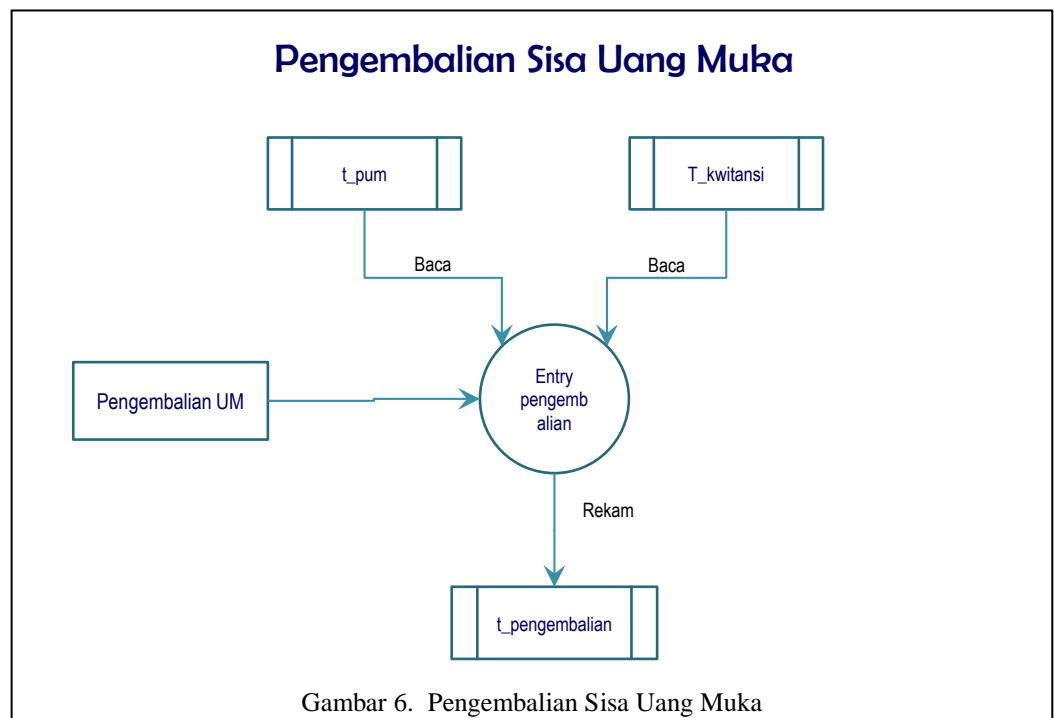 Pengembalian Sisa Uang Muka
t_pum
T_kwitansi
Baca
Baca
Pengembalian UM
Entry
pengemb
alian
Rekam
t_pengembalian
Gambar 6. Pengembalian Sisa Uang Muka